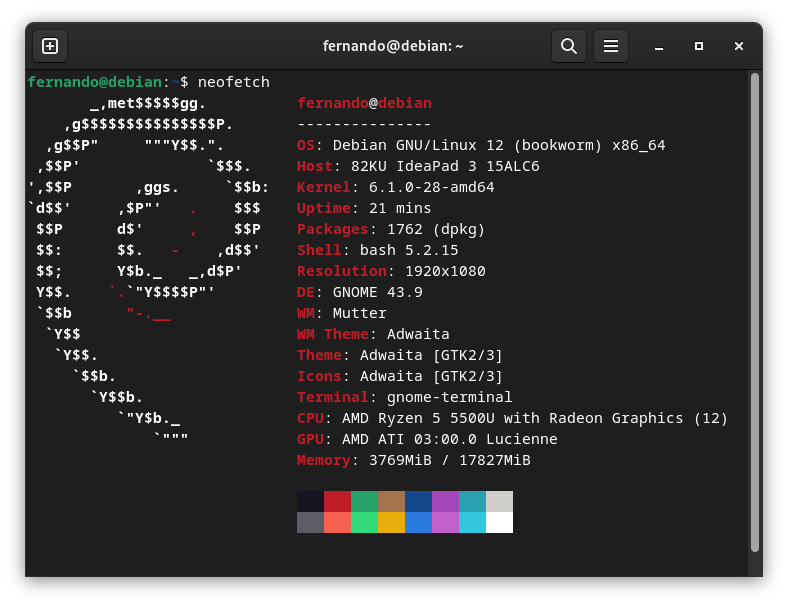 fernando@debian: ~
fernando@debian:~$ neofetch
       _,met$$$$$gg.          fernando@debian
    ,g$$$$$$$$$$$$$$$P.       ---------------
  ,g$$P"     """Y$$.".        OS: Debian GNU/Linux 12 (bookworm) x86_64
 ,$$P'              `$$$.     Host: 82KU IdeaPad 3 15ALC6
',$$P       ,ggs.     `$$b:   Kernel: 6.1.0-28-amd64
`d$$'     ,$P"'   .    $$$    Uptime: 21 mins
 $$P      d$'     ,    $$P    Packages: 1762 (dpkg)
 $$:      $$.   -    ,d$$'    Shell: bash 5.2.15
 $$;      Y$b._   _,d$P'      Resolution: 1920x1080
 Y$$.    `.`"Y$$$$P"'         DE: GNOME 43.9
 `$$b      "-.__              WM: Mutter
  `Y$$                        WM Theme: Adwaita
   `Y$$.                      Theme: Adwaita [GTK2/3]
     `$$b.                    Icons: Adwaita [GTK2/3]
       `Y$$b.                 Terminal: gnome-terminal
          `"Y$b._             CPU: AMD Ryzen 5 5500U with Radeon Graphics (12)
              `"""            GPU: AMD ATI 03:00.0 Lucienne
                              Memory: 3769MiB / 17827MiB